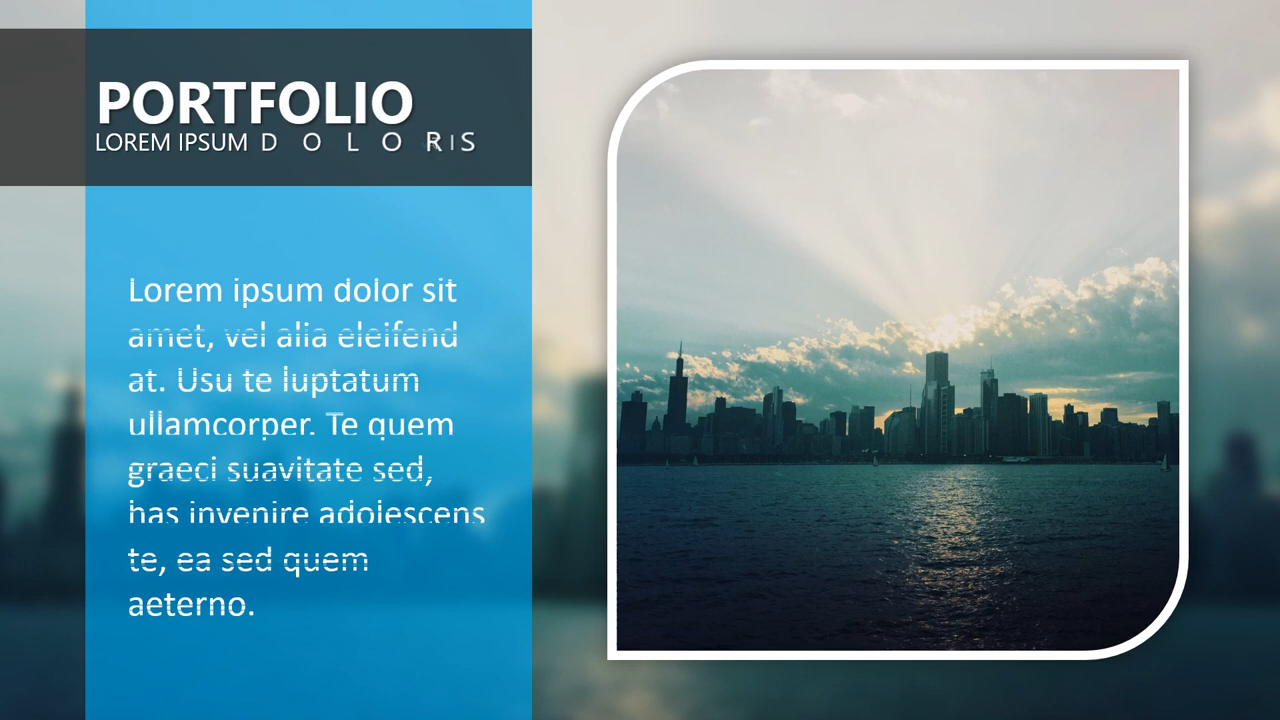 PORTFOLIO
LOREM IPSUM DOLORIS
Lorem ipsum dolor sit
amet, vel alia eleifend
at. Usu te luptatum
ullamcorper. Te quem
graeci suavitate sed,
has invenire adolescens
te, ea sed quem
aeterno.